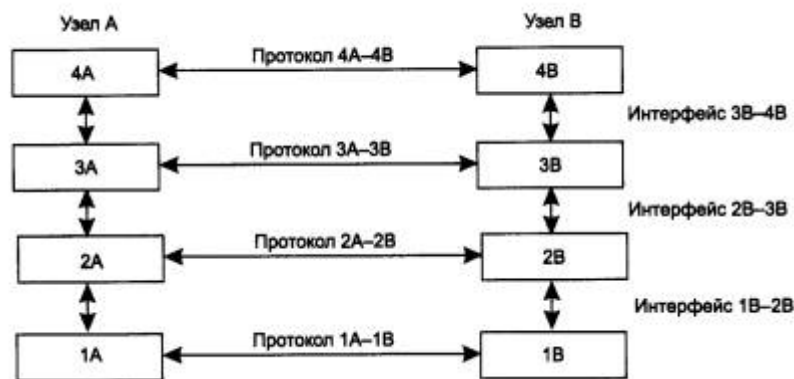 Узел А
Узел В
Протокол 4А–4В
4А
4В
Интерфейс 3В–4В
Протокол 3А–3В
3А
3В
Интерфейс 2В–3В
Протокол 2А–2В
2А
2В
Интерфейс 1В–2В
Протокол 1А–1В
1А
1В